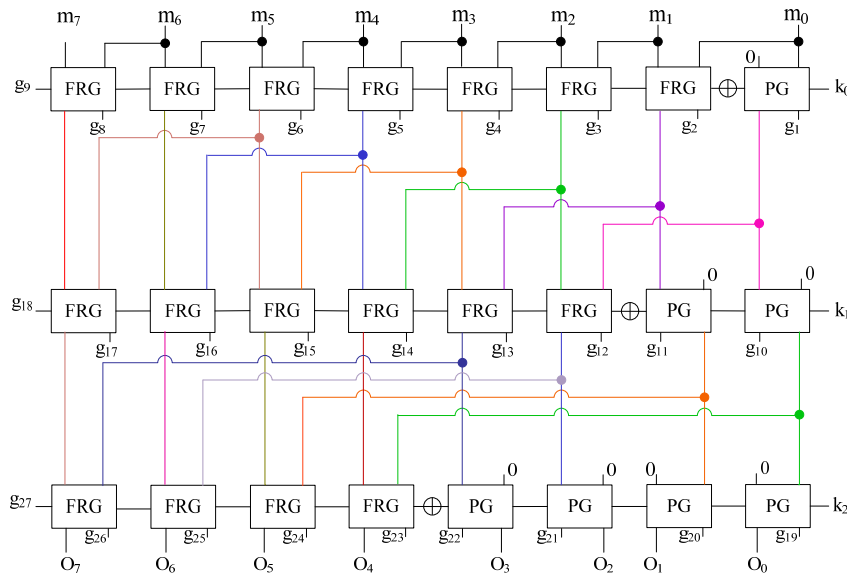 m₇ m₆ m₅ m₄ m₃ m₂ m₁ m₀
0
g₉ FRG FRG FRG FRG FRG FRG FRG PG k₀
g₈ g₇ g₆ g₅ g₄ g₃ g₂ g₁
0 0
g₁₈ FRG FRG FRG FRG FRG FRG PG PG k₁
g₁₇ g₁₆ g₁₅ g₁₄ g₁₃ g₁₂ g₁₁ g₁₀
0 0 0 0
g₂₇ FRG FRG FRG FRG PG PG PG PG k₂
g₂₆ g₂₅ g₂₄ g₂₃ g₂₂ g₂₁ g₂₀ g₁₉
O₇ O₆ O₅ O₄ O₃ O₂ O₁ O₀